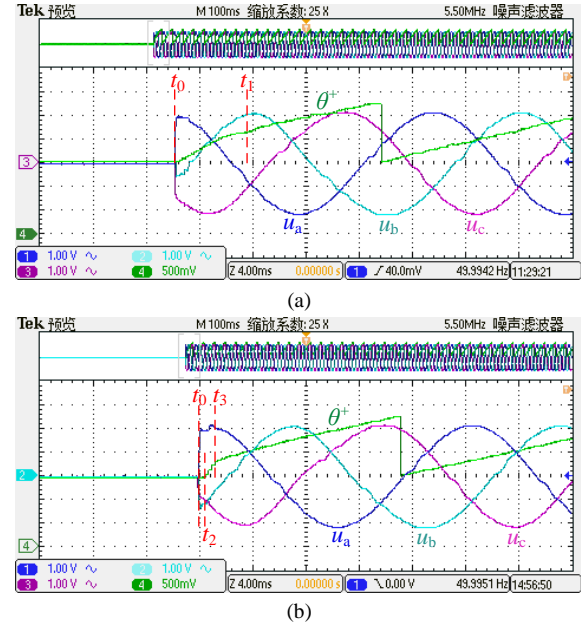 Tek 预览 M 100ms 缩放系数: 25 X 5.50MHz 噪声滤波器
t0 t1 θ+
3
ua ub uc
4
1 1.00 V 2 1.00 V
3 1.00 V 4 500mV
Z 4.00ms 0.00000 s 1 40.0mV 49.9942 Hz 11:29:21
(a)
Tek 预览 M 100ms 缩放系数: 25 X 5.50MHz 噪声滤波器
t0 t3 θ+
2
t2 ua ub uc
4
1 1.00 V 2 1.00 V
3 1.00 V 4 500mV
Z 4.00ms 0.00000 s 1 0.00 V 49.9951 Hz 14:56:50
(b)